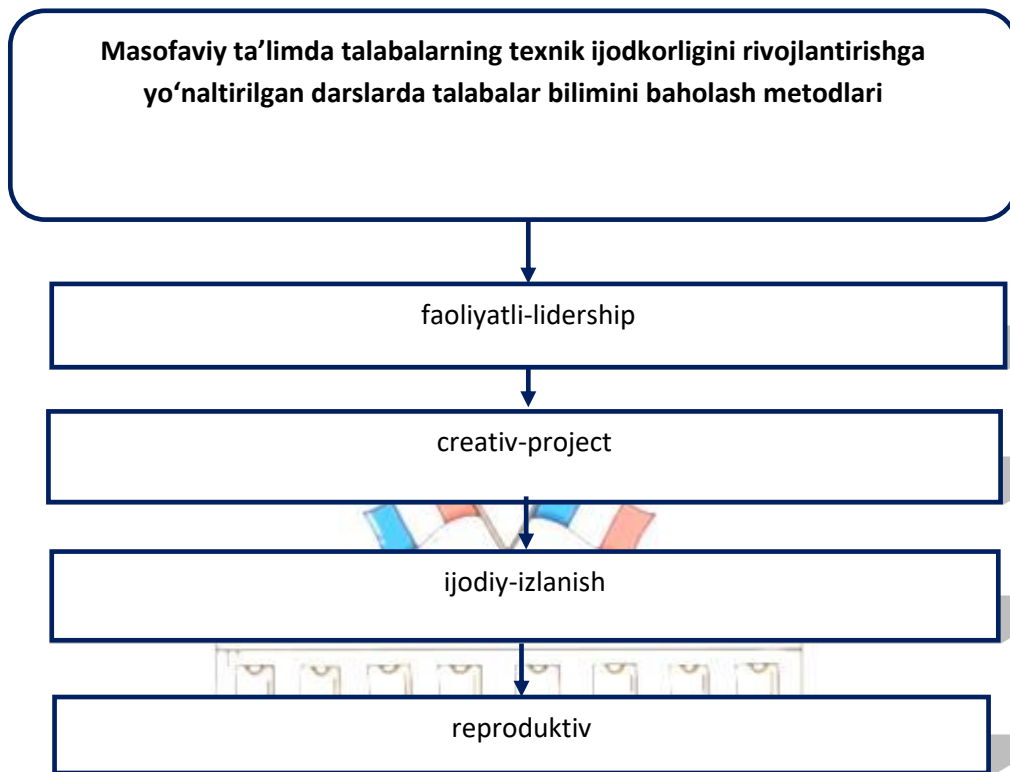 Masofaviy ta’limda talabalarning texnik ijodkorligini rivojlantirishga
yo‘naltirilgan darslarda talabalar bilimini baholash metodlari
faoliyatli-lidership
creativ-project
ijodiy-izlanish
reproduktiv